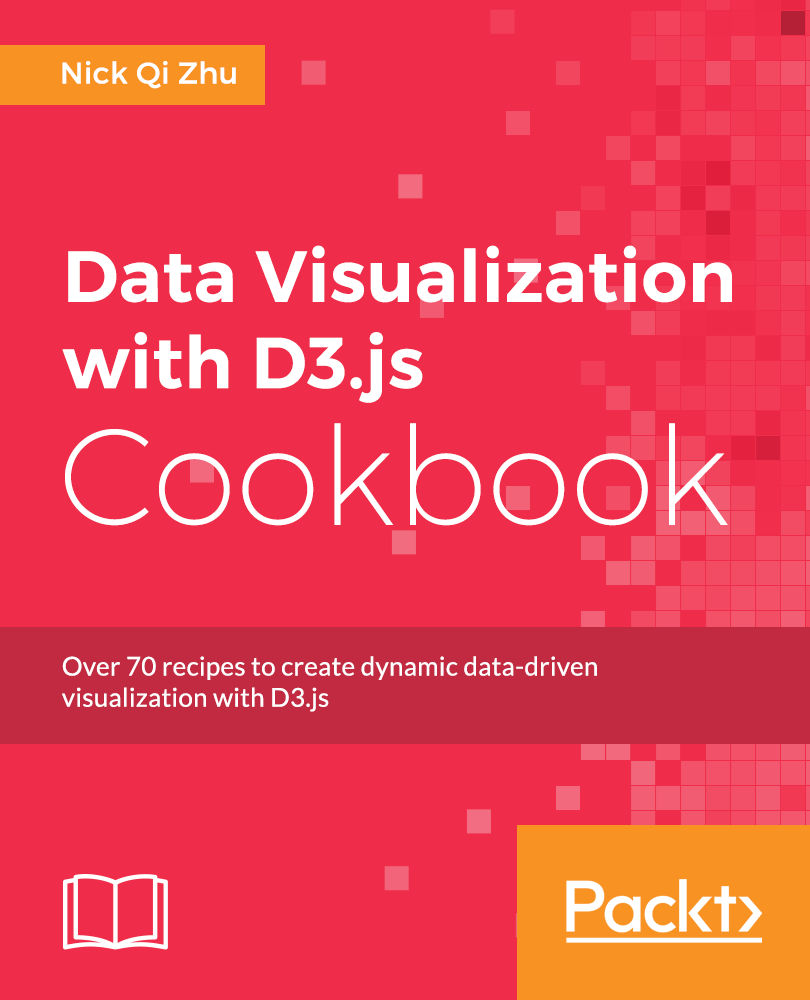 Nick Qi Zhu
Data Visualization
with D3.js
Cookbook
Over 70 recipes to create dynamic data-driven
visualization with D3.js
Packt>